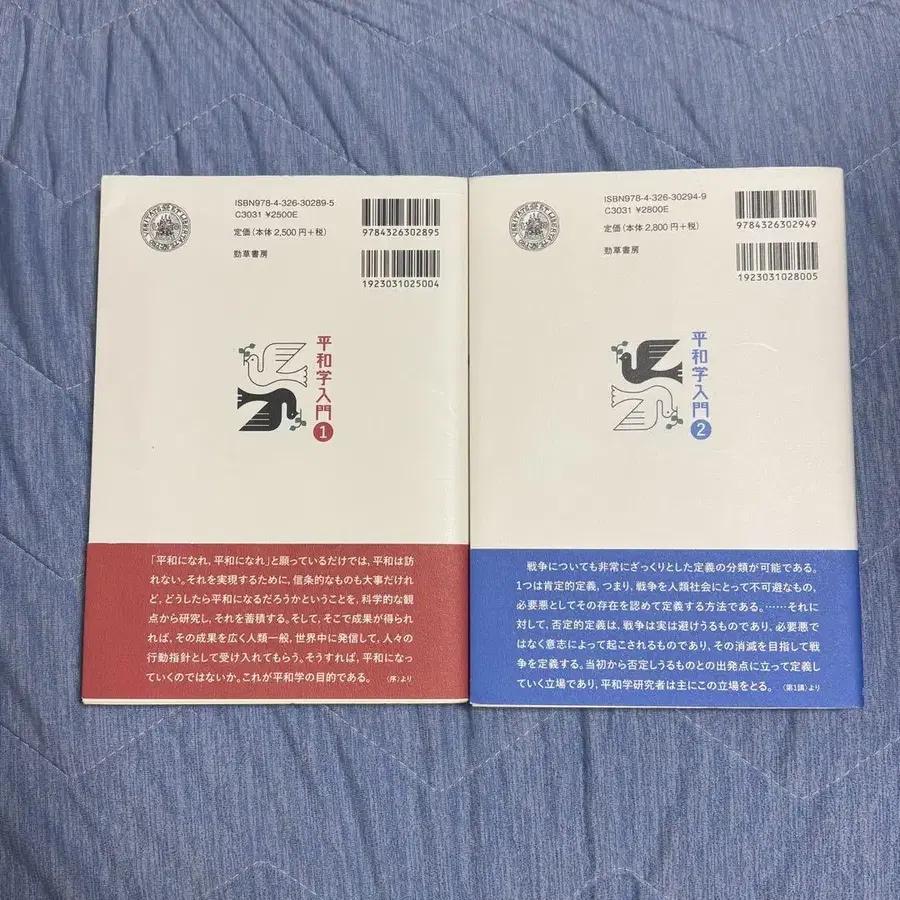 ISBN978-4-326-30289-5
C3031 ¥2500E
定価(本体2,500円+税)
勁草書房
9784326302895
1923031025004
平和学入門1
「平和になれ,平和になれ」と願っているだけでは,平和は訪
れない。それを実現するために,信条的なものも大事だけれ
ど,どうしたら平和になるだろうかということを,科学的な観
点から研究し,それを蓄積する。そして,そこで成果が得られ
れば,その成果を広く人類一般,世界中に発信して,人々の
行動指針として受け入れてもらう。そうすれば,平和になっ
ていくのではないか。これが平和学の目的である。 〈序〉より
ISBN978-4-326-30294-9
C3031 ¥2800E
定価(本体2,800円+税)
勁草書房
9784326302949
1923031028005
平和学入門2
戦争についても非常にざっくりとした定義の分類が可能である。
1つは肯定的定義,つまり,戦争を人類社会にとって不可避なもの,
必要悪としてその存在を認めて定義する方法である。……それに
対して,否定的定義は,戦争は実は避けうるものであり,必要悪で
はなく意志によって起こされるものであり,その消滅を目指して戦
争を定義する。当初から否定しうるものとの出発点に立って定義し
ていく立場であり,平和学研究者は主にこの立場をとる。 〈第1講〉より